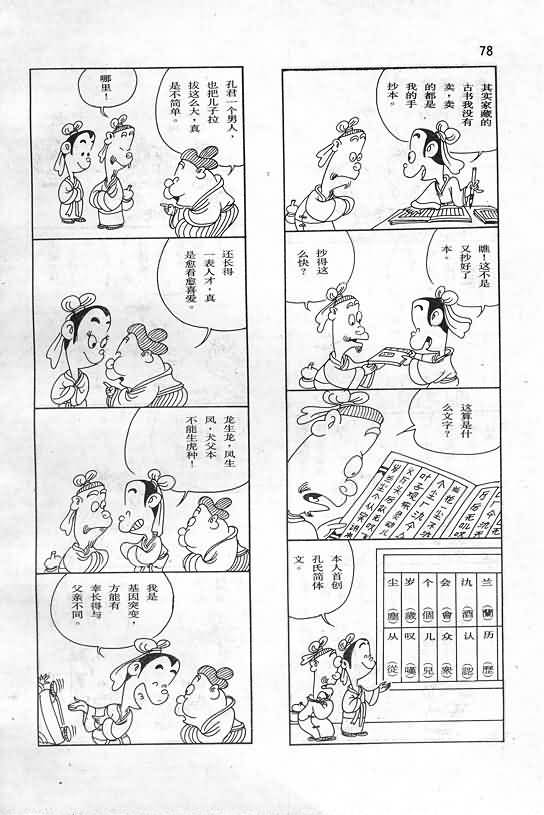 78
其实家藏的
古书我没有
卖，卖
的都是
我的手
抄本。
瞧！这不是
又抄好了
本。
抄得这
么快？
这算是什
么文字？
兰（蘭）历（歷）
氿（酒）认（認）
会（會）众（衆）
个（個）儿（兒）
岁（歲）叹（嘆）
尘（塵）从（從）
本人首创
孔氏简体
文。
孔君一个男人，
也把儿子拉
拔这么大，真
是不简单。
哪里！
还长得
一表人才，真
是愈看愈喜爱。
龙生龙，凤生
凤，犬父本
不能生虎种！
我是
基因突变，
方能有
幸长得与
父亲不同。